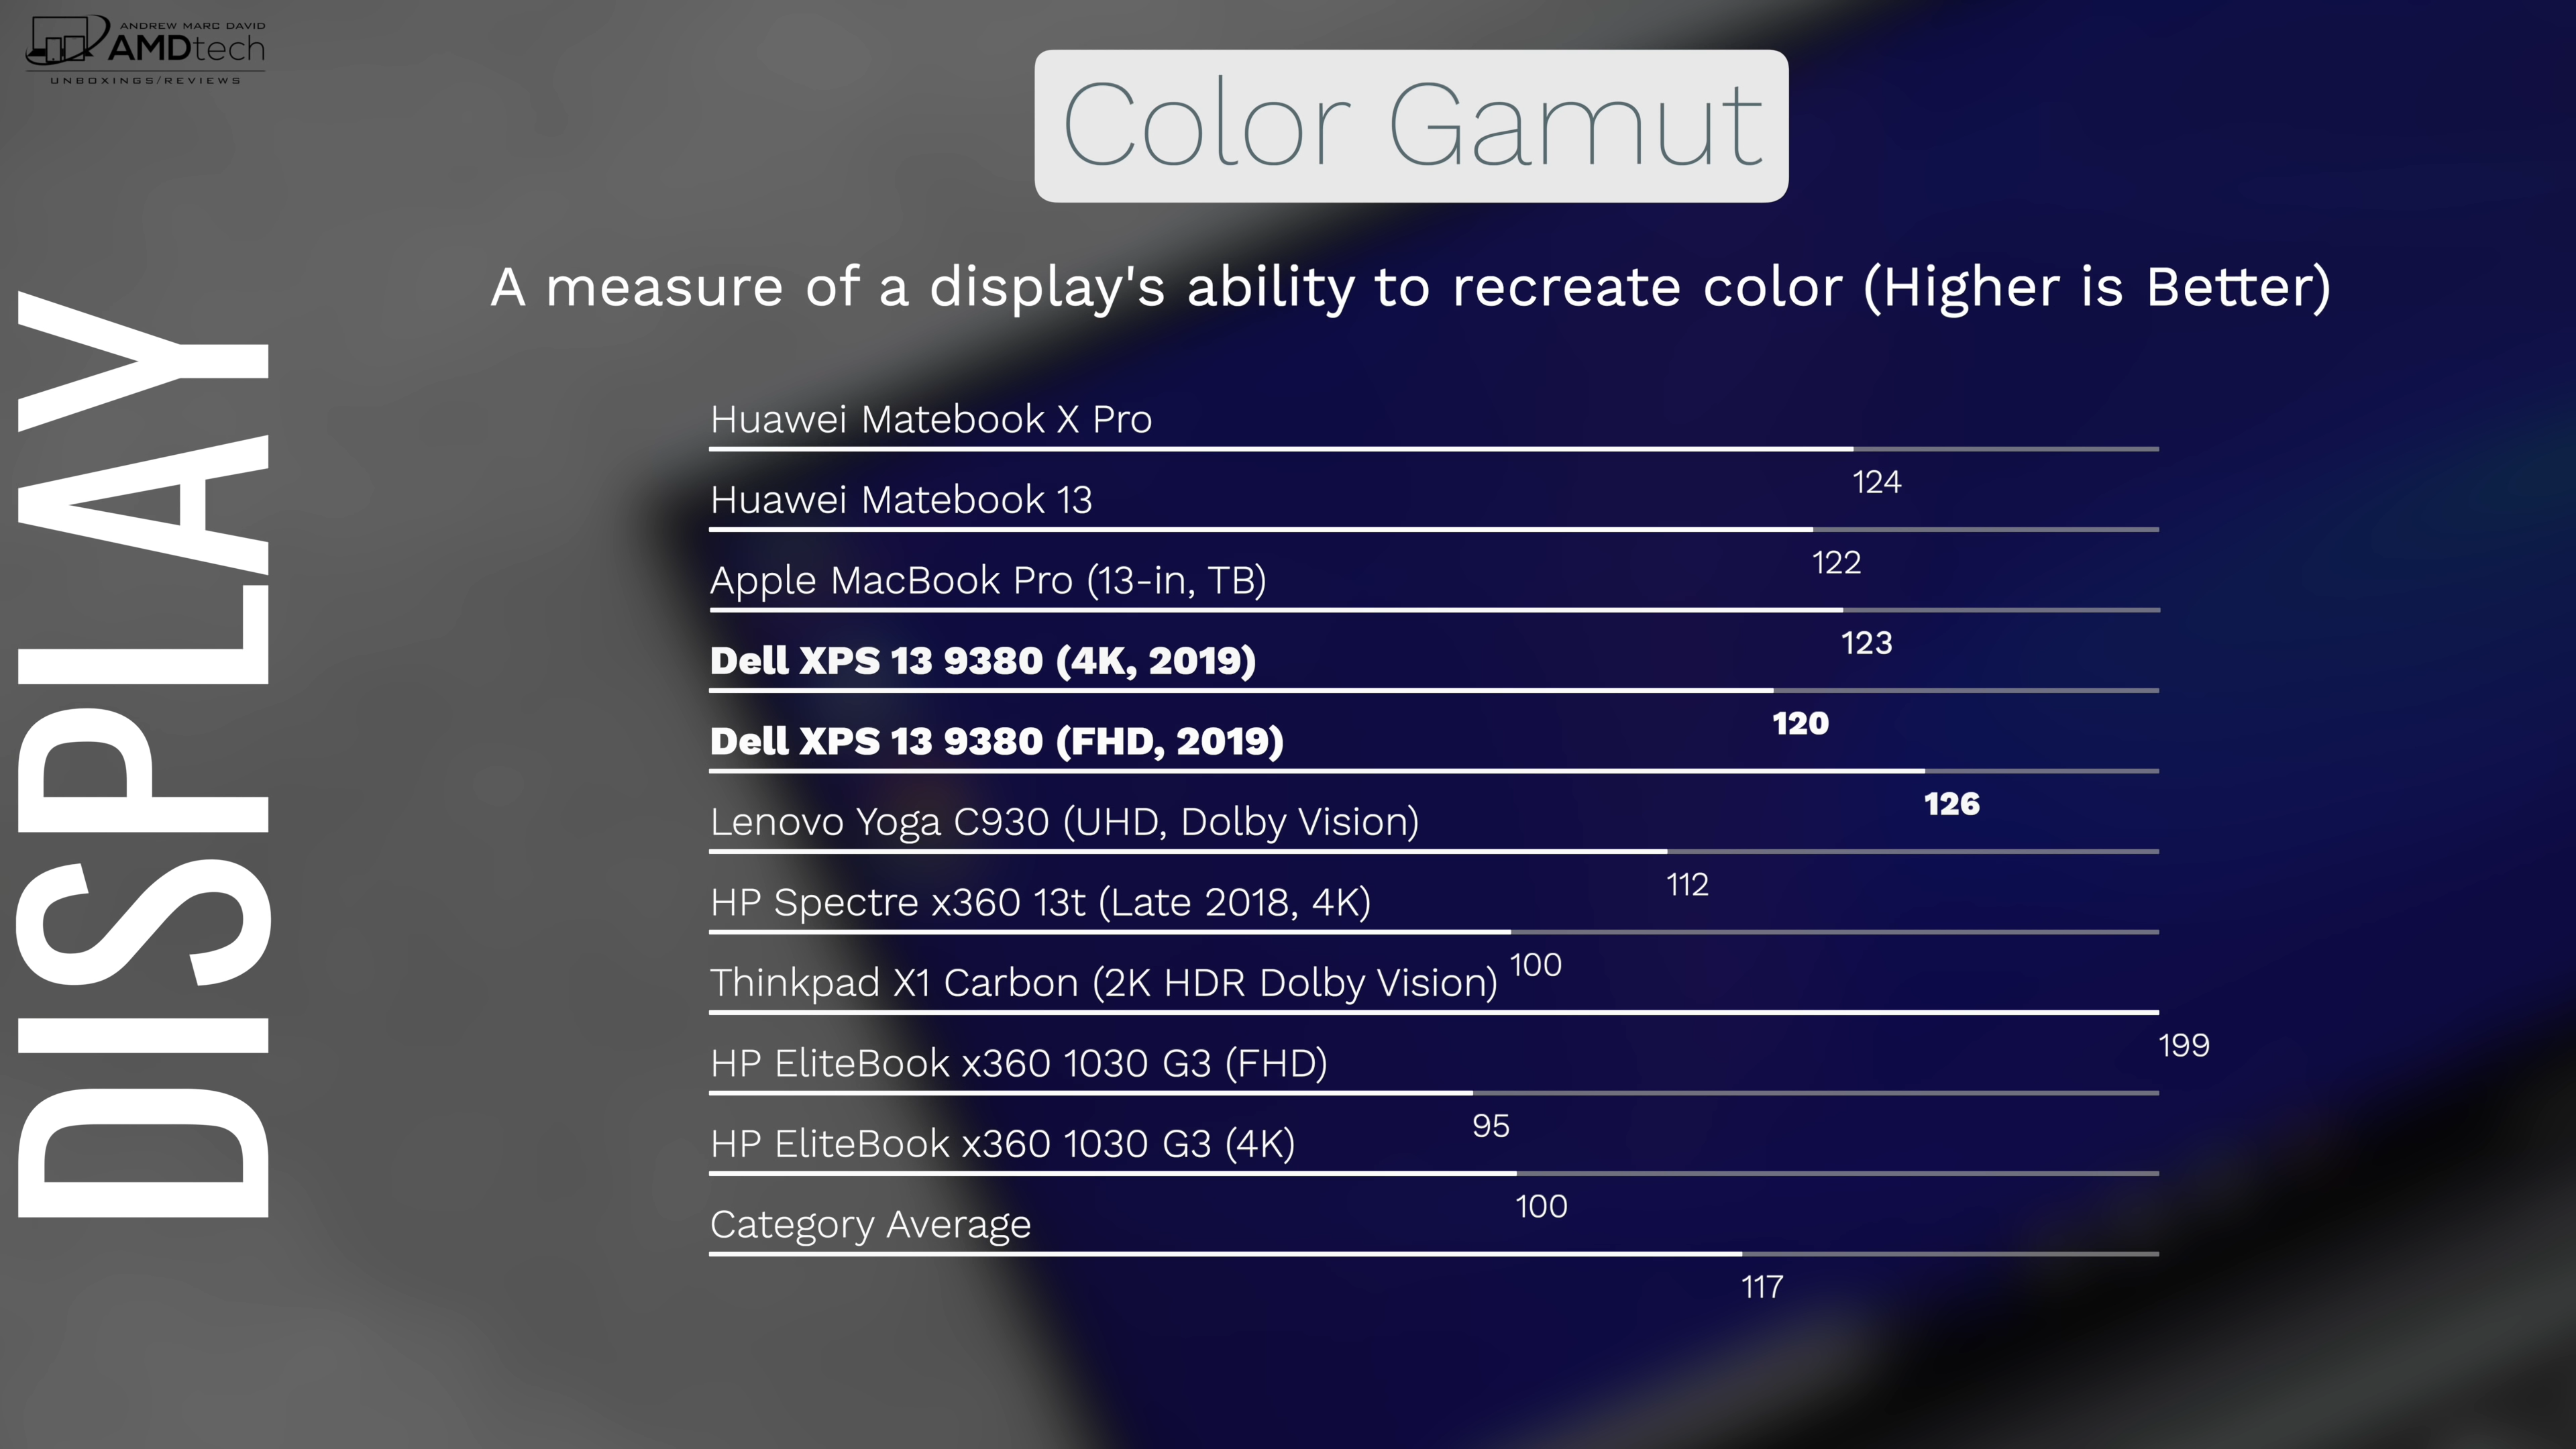 ANDREW MARC DAVID
AMDtech
UNBOXINGS/REVIEWS
DISPLAY
Color Gamut
A measure of a display's ability to recreate color (Higher is Better)
Huawei Matebook X Pro
124
Huawei Matebook 13
122
Apple MacBook Pro (13-in, TB)
123
Dell XPS 13 9380 (4K, 2019)
120
Dell XPS 13 9380 (FHD, 2019)
126
Lenovo Yoga C930 (UHD, Dolby Vision)
112
HP Spectre x360 13t (Late 2018, 4K)
100
Thinkpad X1 Carbon (2K HDR Dolby Vision)
199
HP EliteBook x360 1030 G3 (FHD)
95
HP EliteBook x360 1030 G3 (4K)
100
Category Average
117